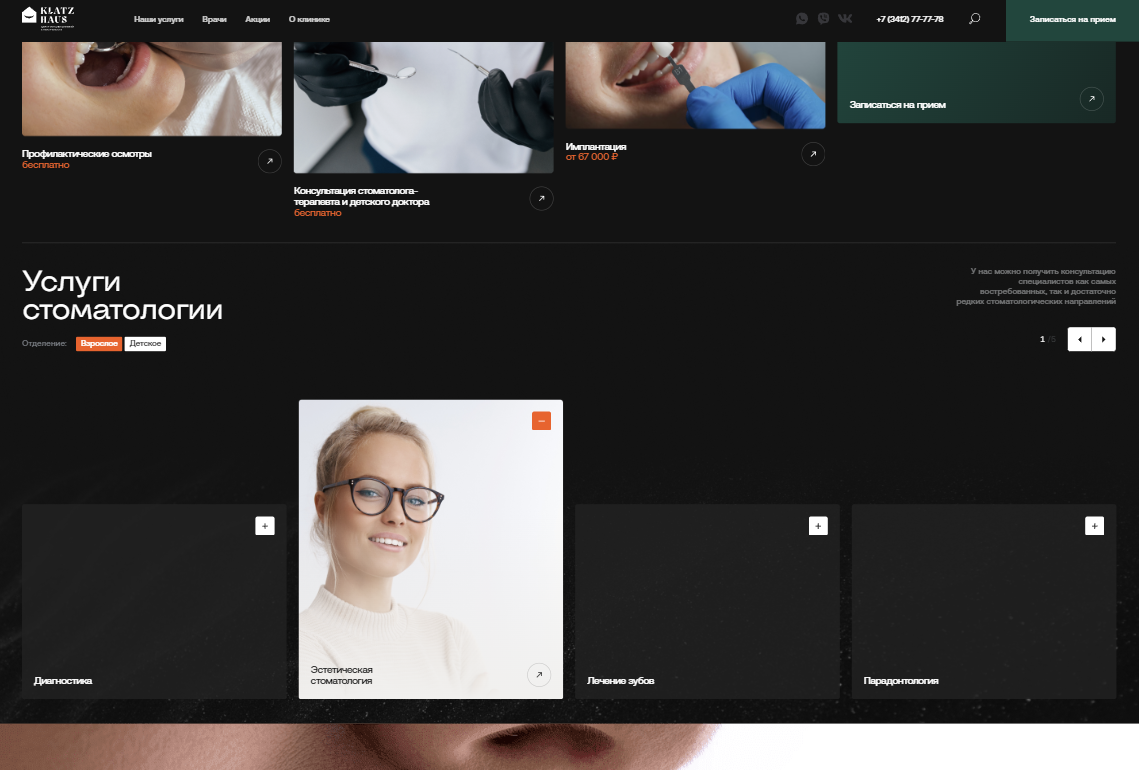 KLATZ
HAUS
Наши услуги
Врачи
Акции
О клинике
+7 (3412) 77-77-78
Записаться на прием
Записаться на прием
Профилактические осмотры
бесплатно
Консультация стоматолога-
терапевта и детского доктора
бесплатно
Имплантация
от 67 000 ₽
Услуги
стоматологии
У нас можно получить консультацию
специалистов как самых
востребованных, так и достаточно
редких стоматологических направлений
Отделение:
Взрослое
Детское
1 /5
Диагностика
Эстетическая
стоматология
Лечение зубов
Парадонтология